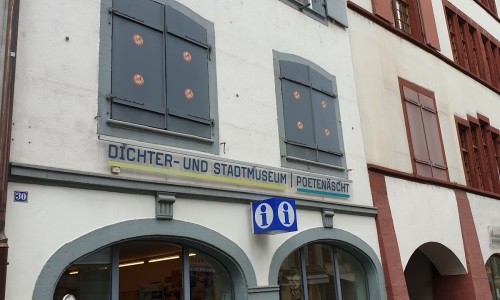 DICHTER- UND STADTMUSEUM | POETENÄSCHT
30
i i